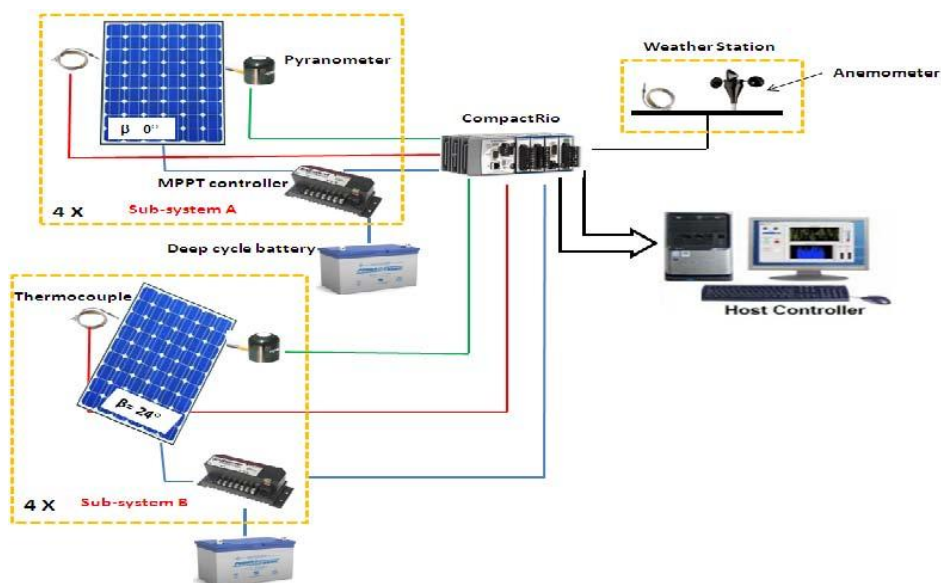 Weather Station
Pyranometer
Anemometer
β 0°
CompactRio
MPPT controller
4 X
Sub-system A
Deep cycle battery
Thermocouple
β= 24°
Host Controller
4 X
Sub-system B